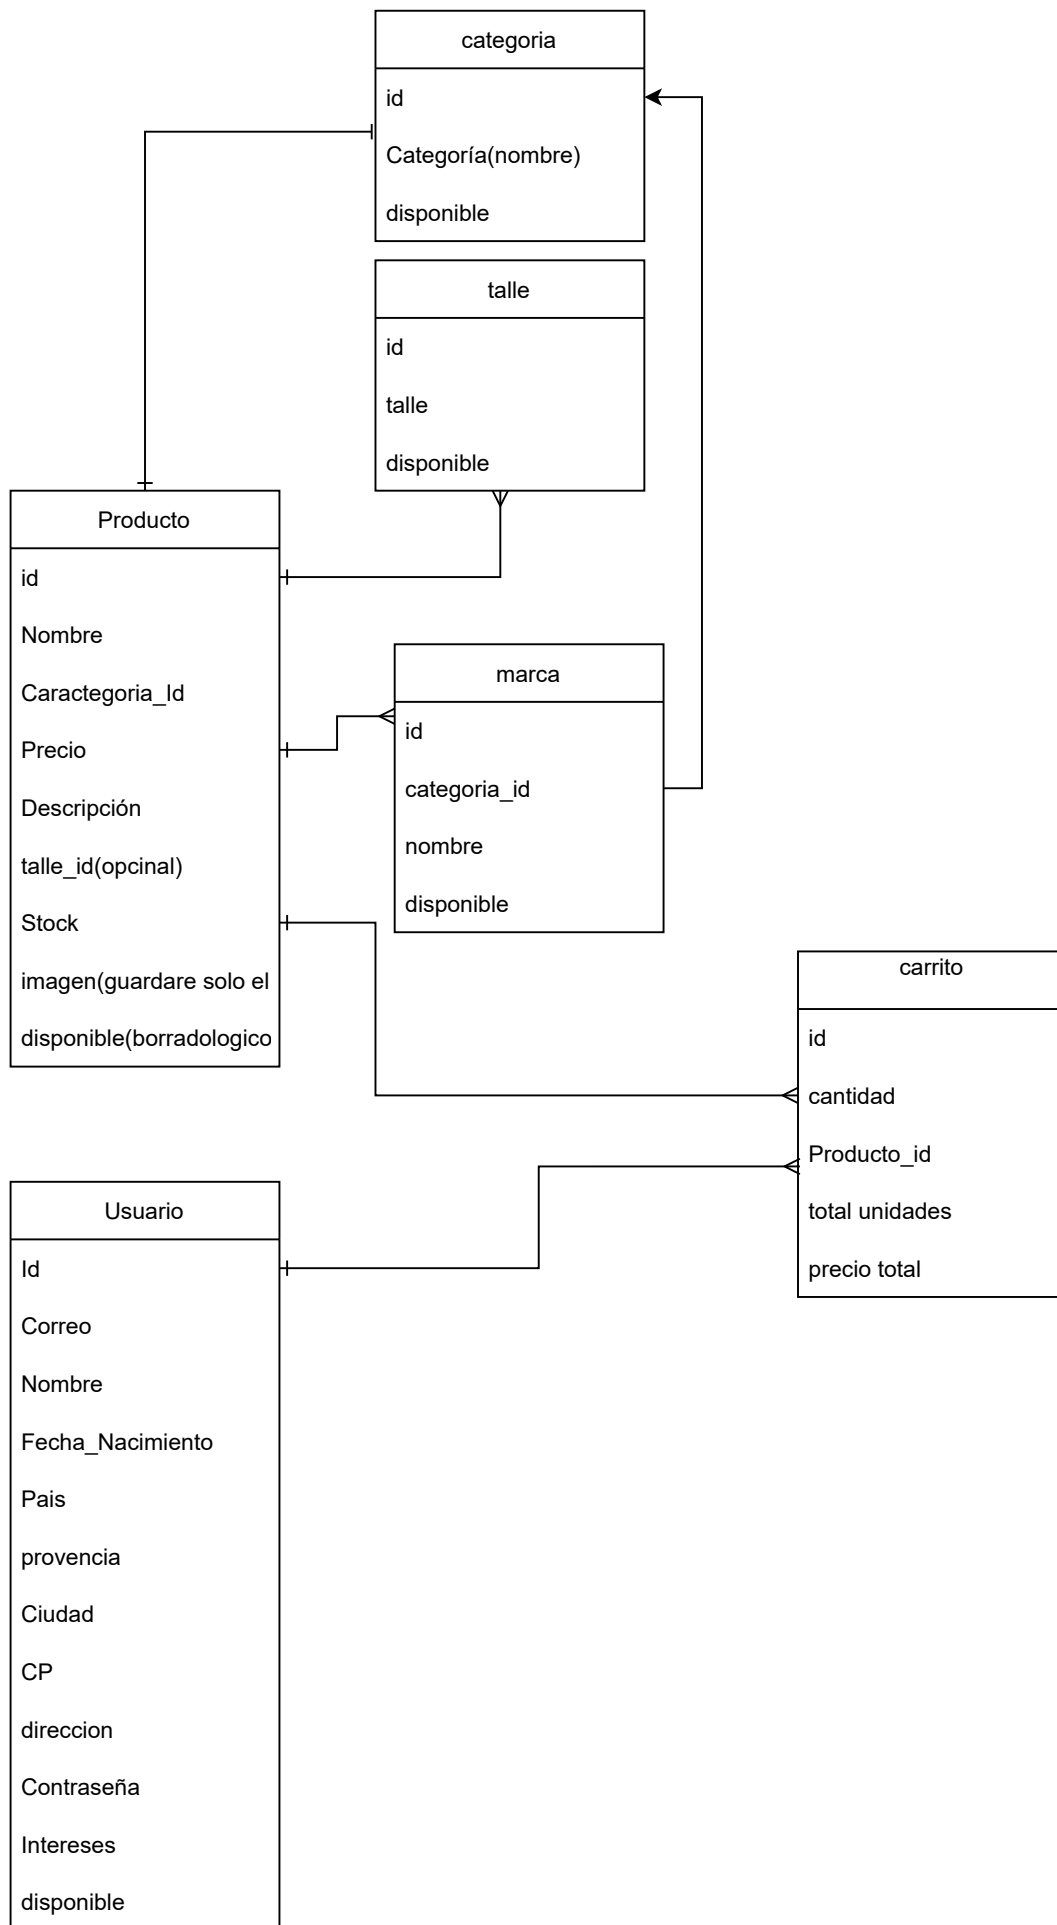 categoria
id
Categoría(nombre)
disponible
talle
id
talle
disponible
Producto
id
Nombre
Caractegoria_Id
Precio
Descripción
talle_id(opcinal)
Stock
imagen(guardare solo el
disponible(borradologico
marca
id
categoria_id
nombre
disponible
carrito
id
cantidad
Producto_id
total unidades
precio total
Usuario
Id
Correo
Nombre
Fecha_Nacimiento
Pais
provencia
Ciudad
CP
direccion
Contraseña
Intereses
disponible